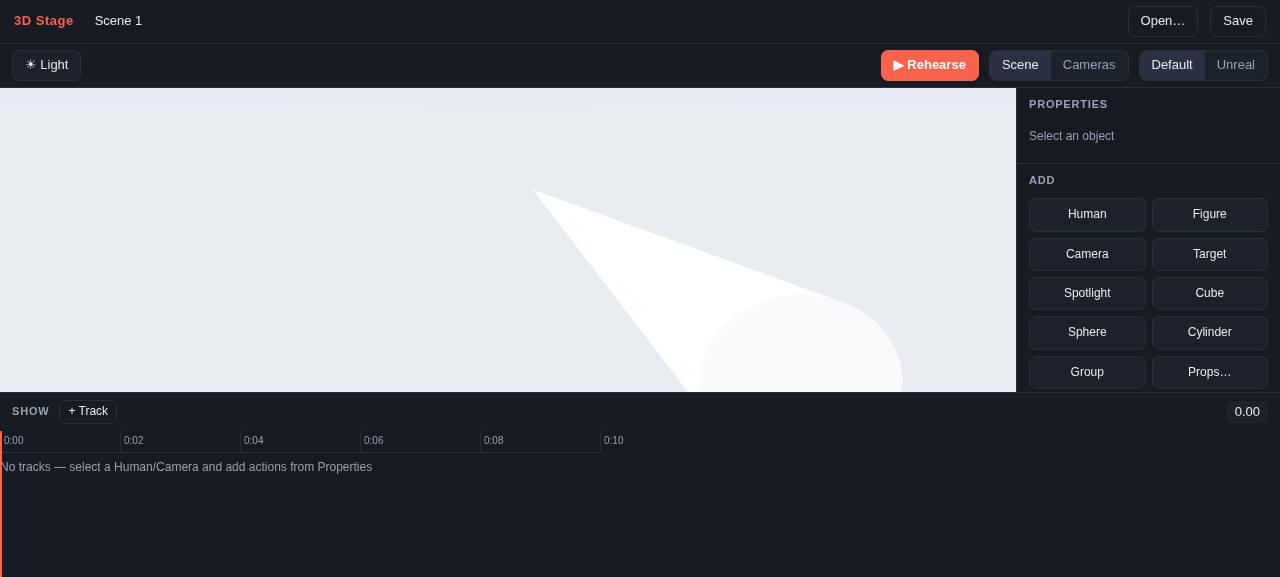 3D Stage Scene 1 Open… Save
☀ Light ▶ Rehearse Scene Cameras Default Unreal
PROPERTIES
Select an object
ADD
Human Figure
Camera Target
Spotlight Cube
Sphere Cylinder
Group Props…
SHOW + Track 0.00
0:00 0:02 0:04 0:06 0:08 0:10
No tracks — select a Human/Camera and add actions from Properties